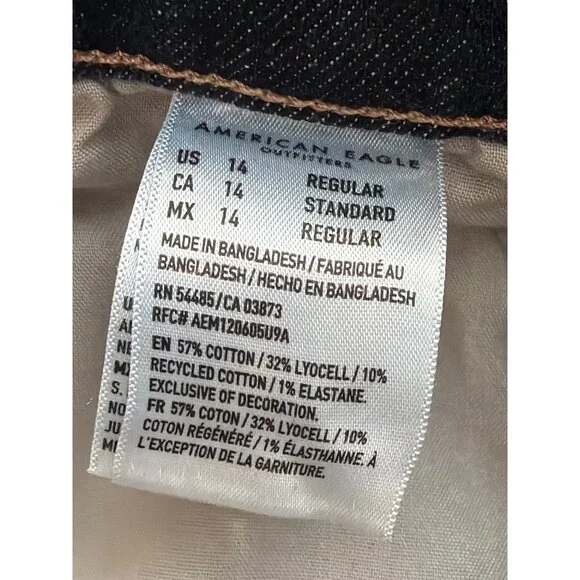 AMERICAN EAGLE
OUTFITTERS
US 14 REGULAR
CA 14 STANDARD
MX 14 REGULAR
MADE IN BANGLADESH / FABRIQUÉ AU
BANGLADESH / HECHO EN BANGLADESH
RN 54485 / CA 03873
RFC# AEM120605U9A
EN 57% COTTON / 32% LYOCELL / 10%
RECYCLED COTTON / 1% ELASTANE.
EXCLUSIVE OF DECORATION.
FR 57% COTON / 32% LYOCELL / 10%
COTON RÉGÉNÉRÉ / 1% ÉLASTHANNE. À
L'EXCEPTION DE LA GARNITURE.